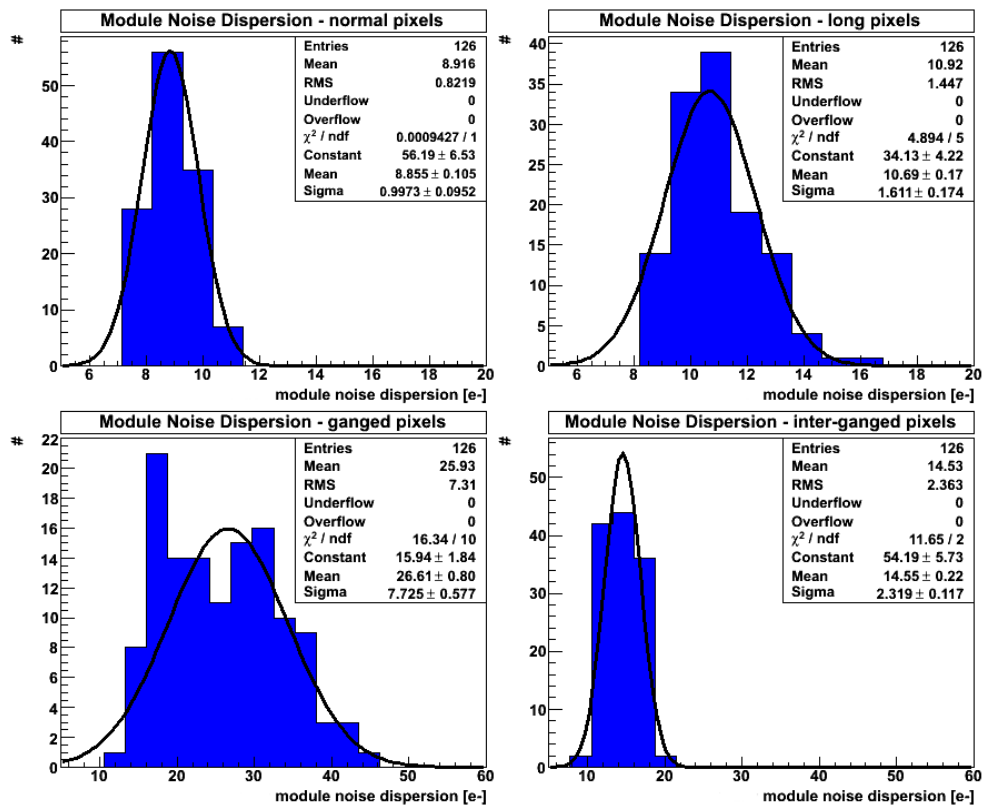 Module Noise Dispersion - normal pixels
#
Entries 126
Mean 8.916
RMS 0.8219
Underflow 0
Overflow 0
χ² / ndf 0.0009427 / 1
Constant 56.19 ± 6.53
Mean 8.855 ± 0.105
Sigma 0.9973 ± 0.0952
50
40
30
20
10
0
6 8 10 12 14 16 18 20
module noise dispersion [e-]
Module Noise Dispersion - long pixels
#
Entries 126
Mean 10.92
RMS 1.447
Underflow 0
Overflow 0
χ² / ndf 4.894 / 5
Constant 34.13 ± 4.22
Mean 10.69 ± 0.17
Sigma 1.611 ± 0.174
40
35
30
25
20
15
10
5
0
6 8 10 12 14 16 18 20
module noise dispersion [e-]
Module Noise Dispersion - ganged pixels
#
Entries 126
Mean 25.93
RMS 7.31
Underflow 0
Overflow 0
χ² / ndf 16.34 / 10
Constant 15.94 ± 1.84
Mean 26.61 ± 0.80
Sigma 7.725 ± 0.577
22
20
18
16
14
12
10
8
6
4
2
0
10 20 30 40 50 60
module noise dispersion [e-]
Module Noise Dispersion - inter-ganged pixels
#
Entries 126
Mean 14.53
RMS 2.363
Underflow 0
Overflow 0
χ² / ndf 11.65 / 2
Constant 54.19 ± 5.73
Mean 14.55 ± 0.22
Sigma 2.319 ± 0.117
50
40
30
20
10
0
10 20 30 40 50 60
module noise dispersion [e-]